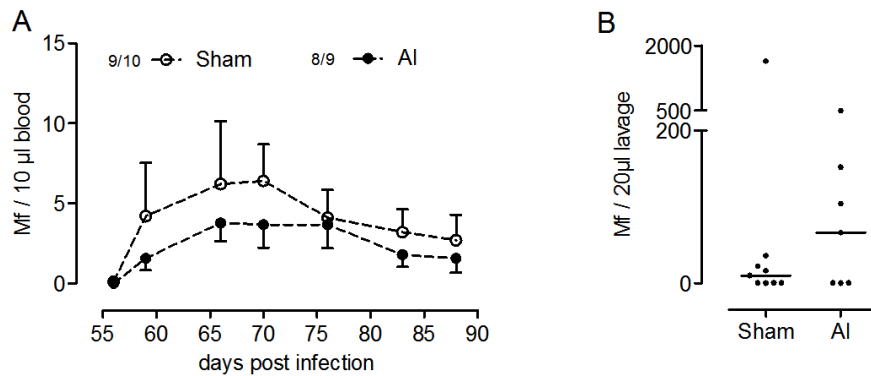 A
15
10
5
0
Mf / 10 µl blood
9/10 Sham
8/9 AI
55 60 65 70 75 80 85 90
days post infection
B
2000
500
200
0
Mf / 20µl lavage
Sham AI